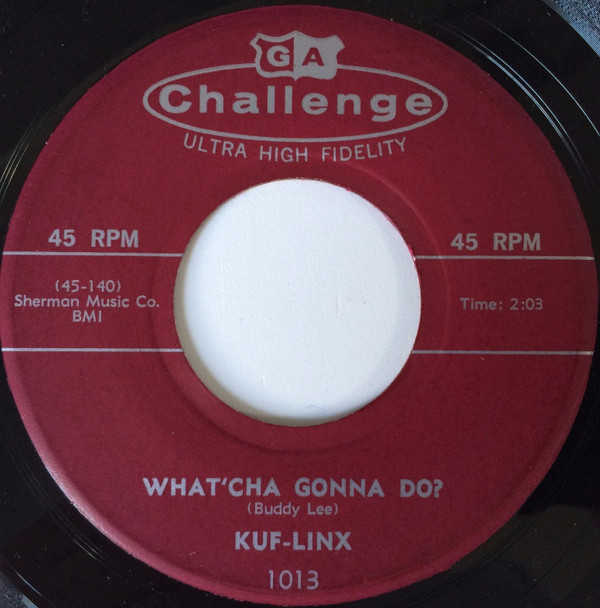 GA
Challenge
ULTRA HIGH FIDELITY
45 RPM
45 RPM
(45-140)
Sherman Music Co.
BMI
Time: 2:03
WHAT'CHA GONNA DO?
(Buddy Lee)
KUF-LINX
1013